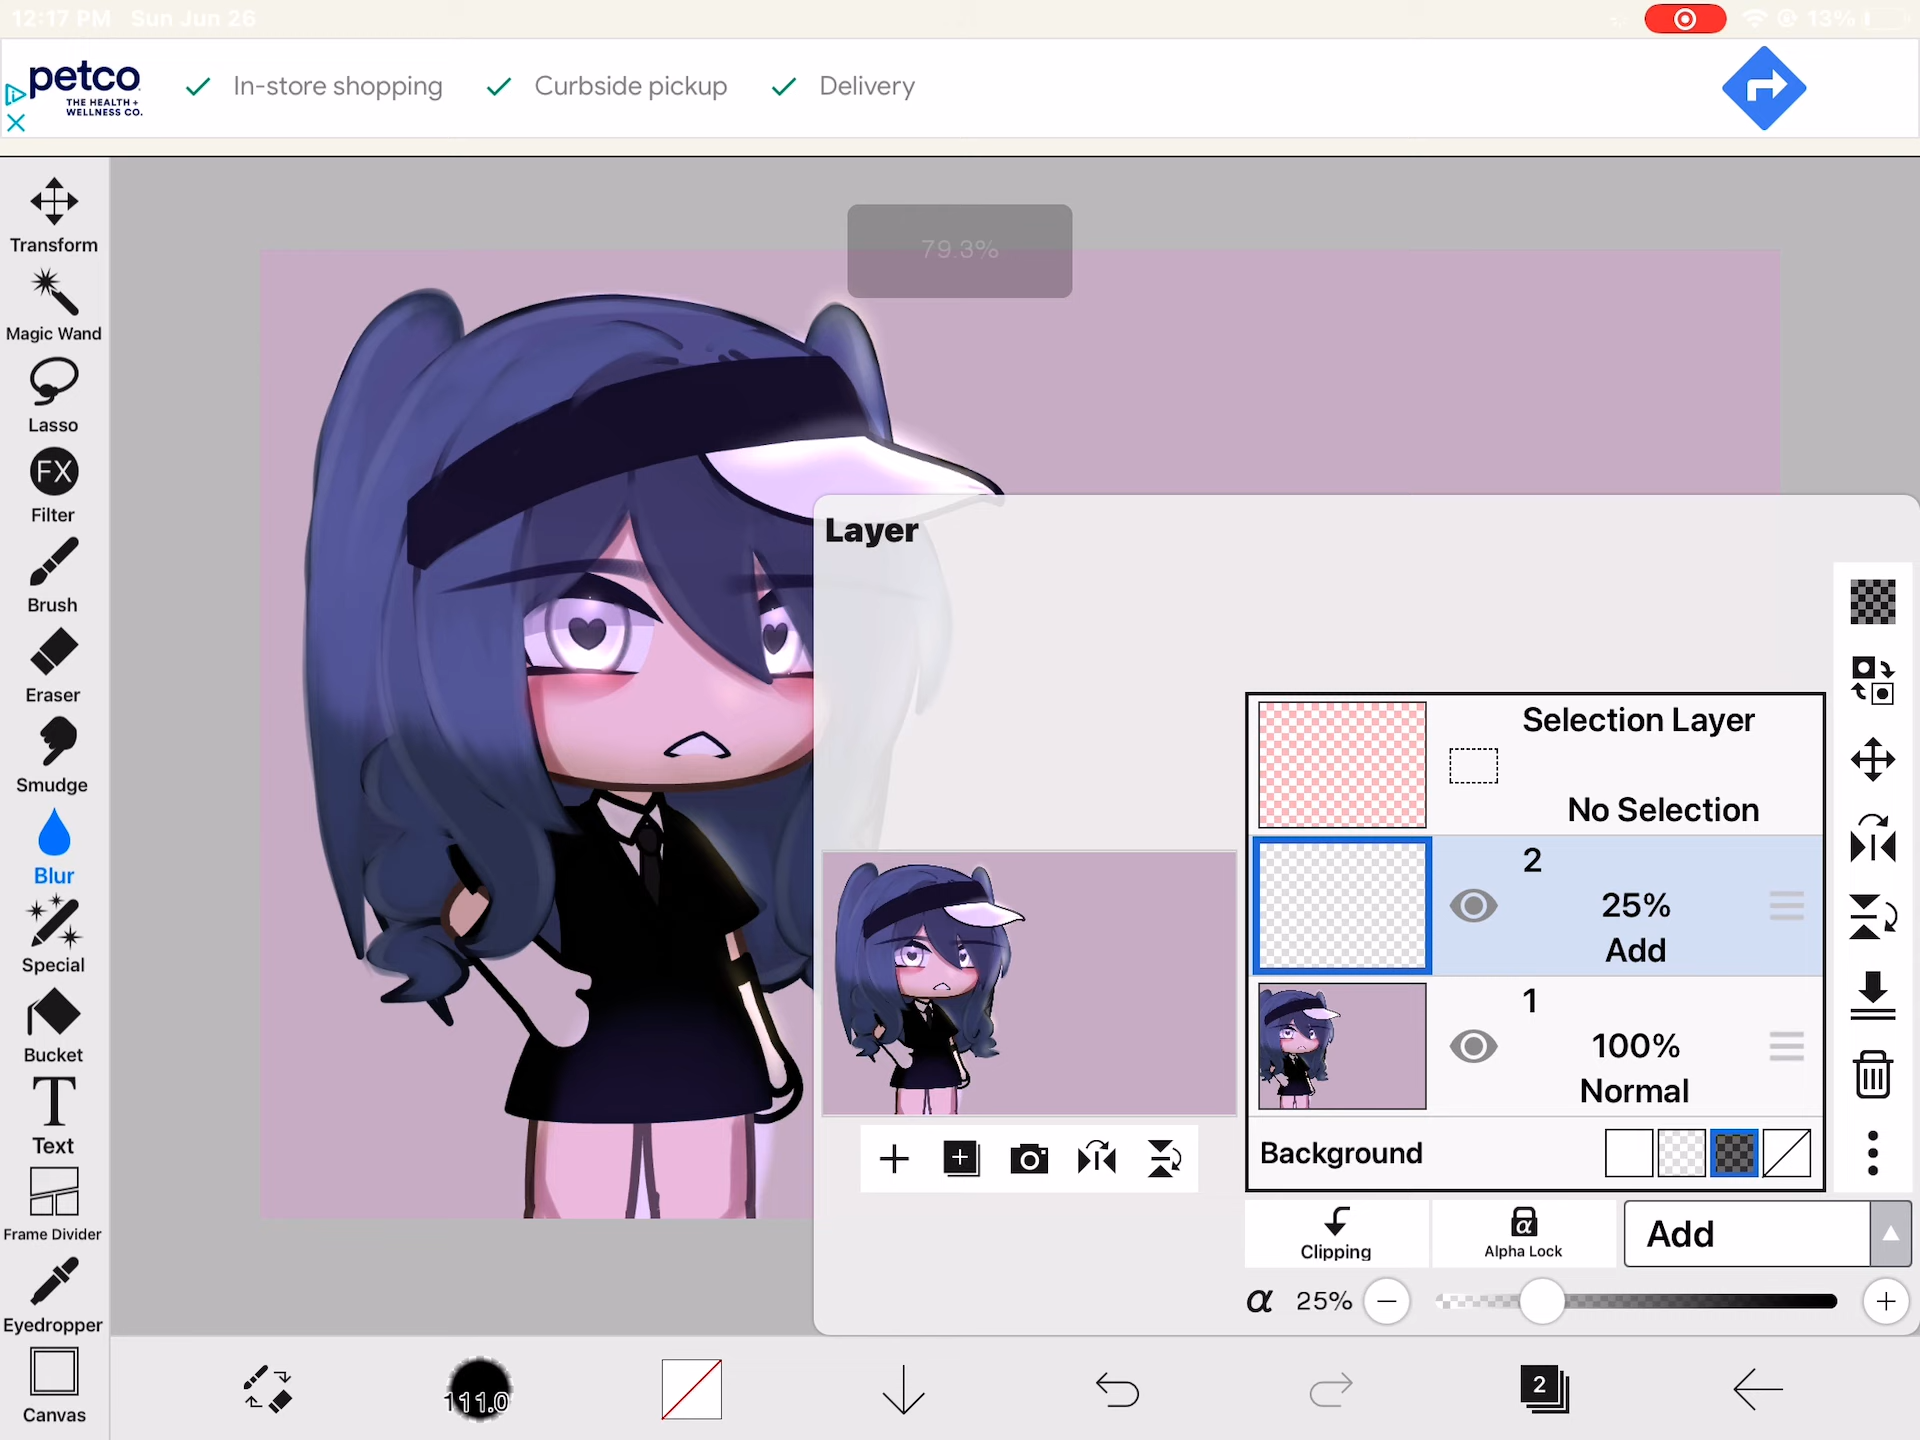 12:17 PM Sun Jun 26
13%
petco
THE HEALTH +
WELLNESS CO.
In-store shopping
Curbside pickup
Delivery
79.3%
Transform
Magic Wand
Lasso
FX
Filter
Brush
Eraser
Smudge
Blur
Special
Bucket
T
Text
Frame Divider
Eyedropper
Canvas
Layer
Selection Layer
No Selection
2
25%
Add
1
100%
Normal
Background
Clipping
α
Alpha Lock
Add
α 25%
111.0
2